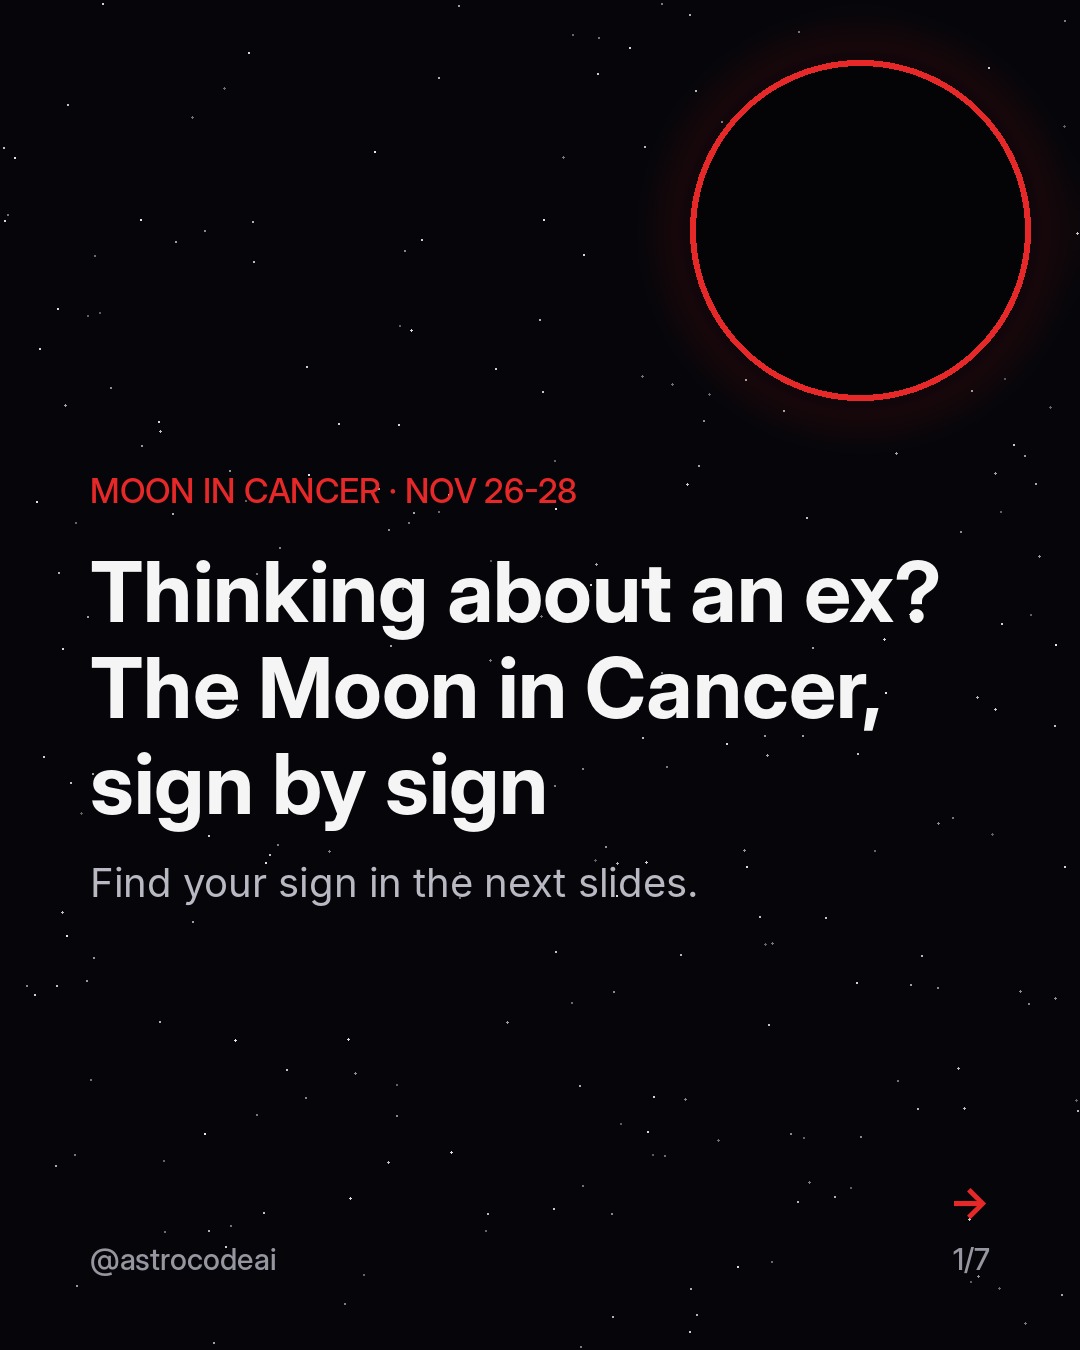 MOON IN CANCER · NOV 26-28
Thinking about an ex?
The Moon in Cancer,
sign by sign
Find your sign in the next slides.
→
@astrocodeai
1/7